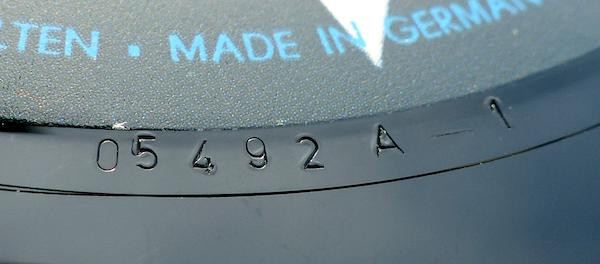 LTEN • MADE IN GERMAN
05492 A – 1